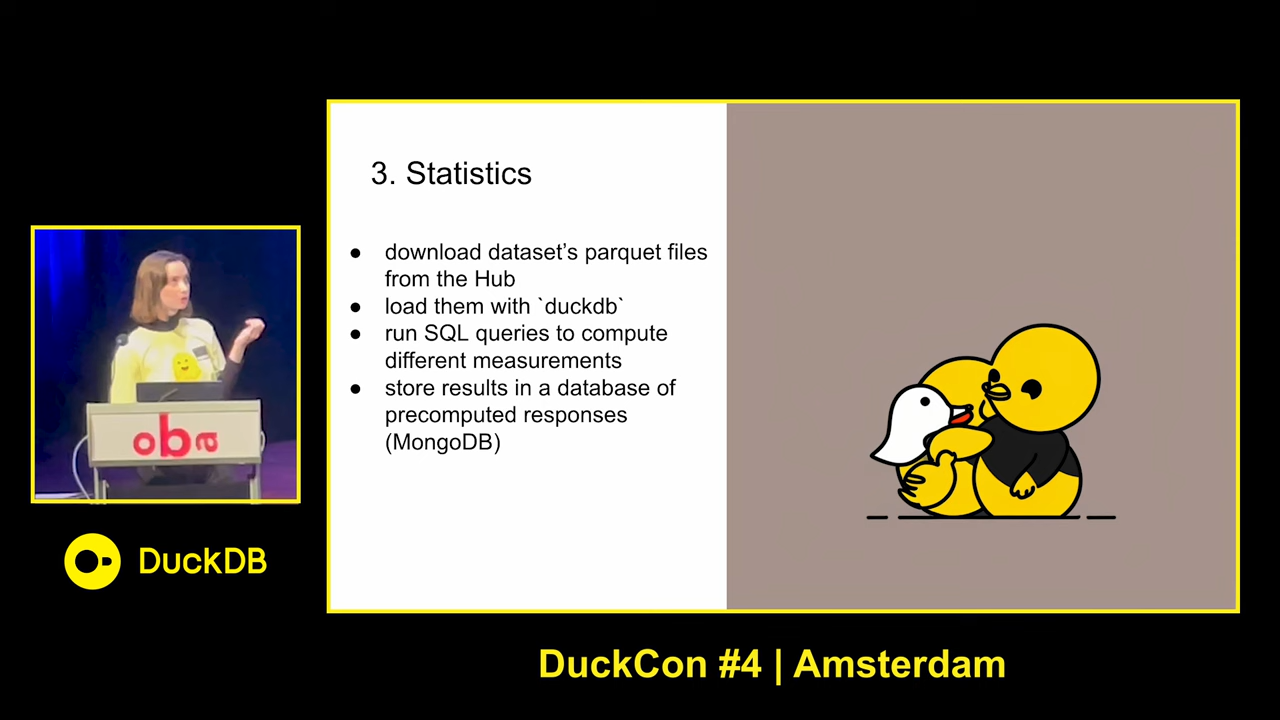 3. Statistics
● download dataset’s parquet files
from the Hub
● load them with `duckdb`
● run SQL queries to compute
different measurements
● store results in a database of
precomputed responses
(MongoDB)
oba
DuckDB
DuckCon #4 | Amsterdam